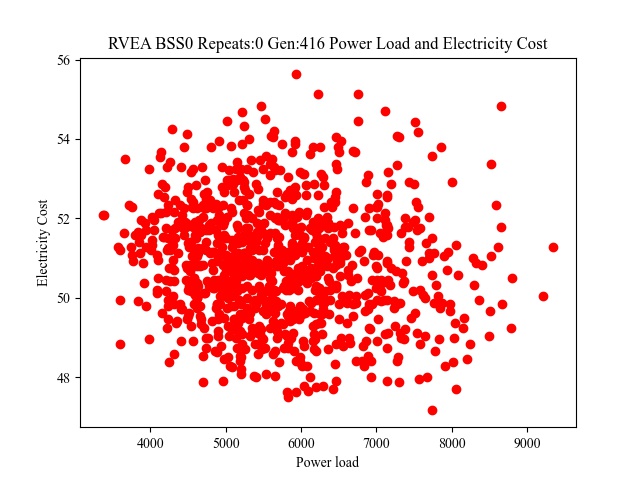 RVEA BSS0 Repeats:0 Gen:416 Power Load and Electricity Cost
56
54
52
50
48
Electricity Cost
4000 5000 6000 7000 8000 9000
Power load